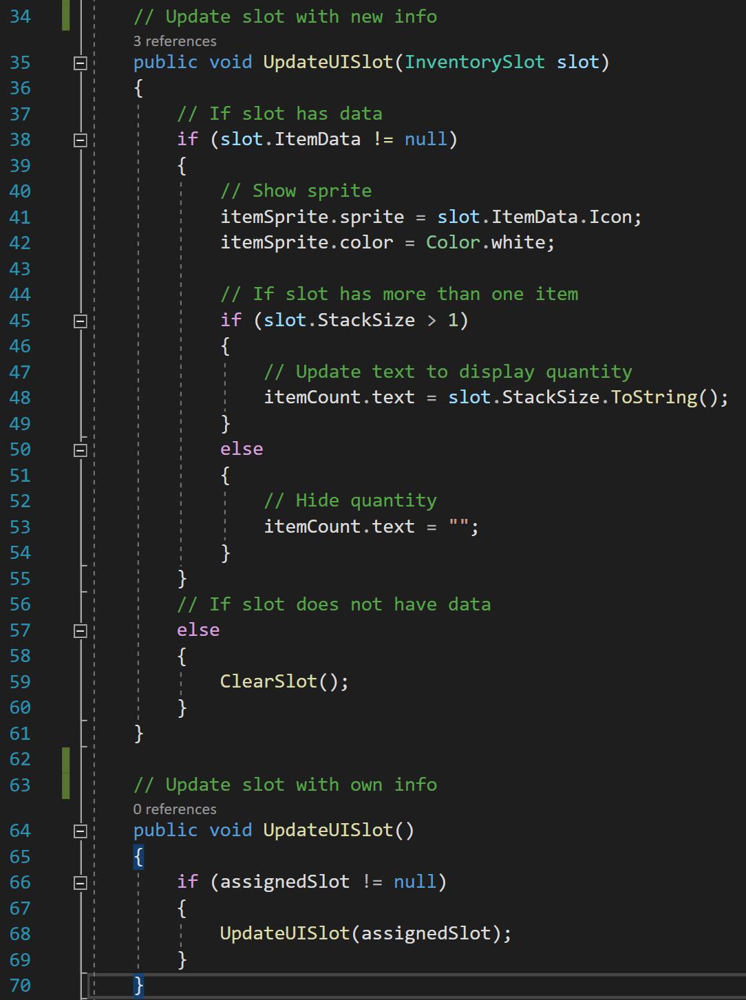 34 // Update slot with new info
3 references
35 public void UpdateUISlot(InventorySlot slot)
36 {
37 // If slot has data
38 if (slot.ItemData != null)
39 {
40 // Show sprite
41 itemSprite.sprite = slot.ItemData.Icon;
42 itemSprite.color = Color.white;
43
44 // If slot has more than one item
45 if (slot.StackSize > 1)
46 {
47 // Update text to display quantity
48 itemCount.text = slot.StackSize.ToString();
49 }
50 else
51 {
52 // Hide quantity
53 itemCount.text = "";
54 }
55 }
56 // If slot does not have data
57 else
58 {
59 ClearSlot();
60 }
61 }
62
63 // Update slot with own info
0 references
64 public void UpdateUISlot()
65 {
66 if (assignedSlot != null)
67 {
68 UpdateUISlot(assignedSlot);
69 }
70 }